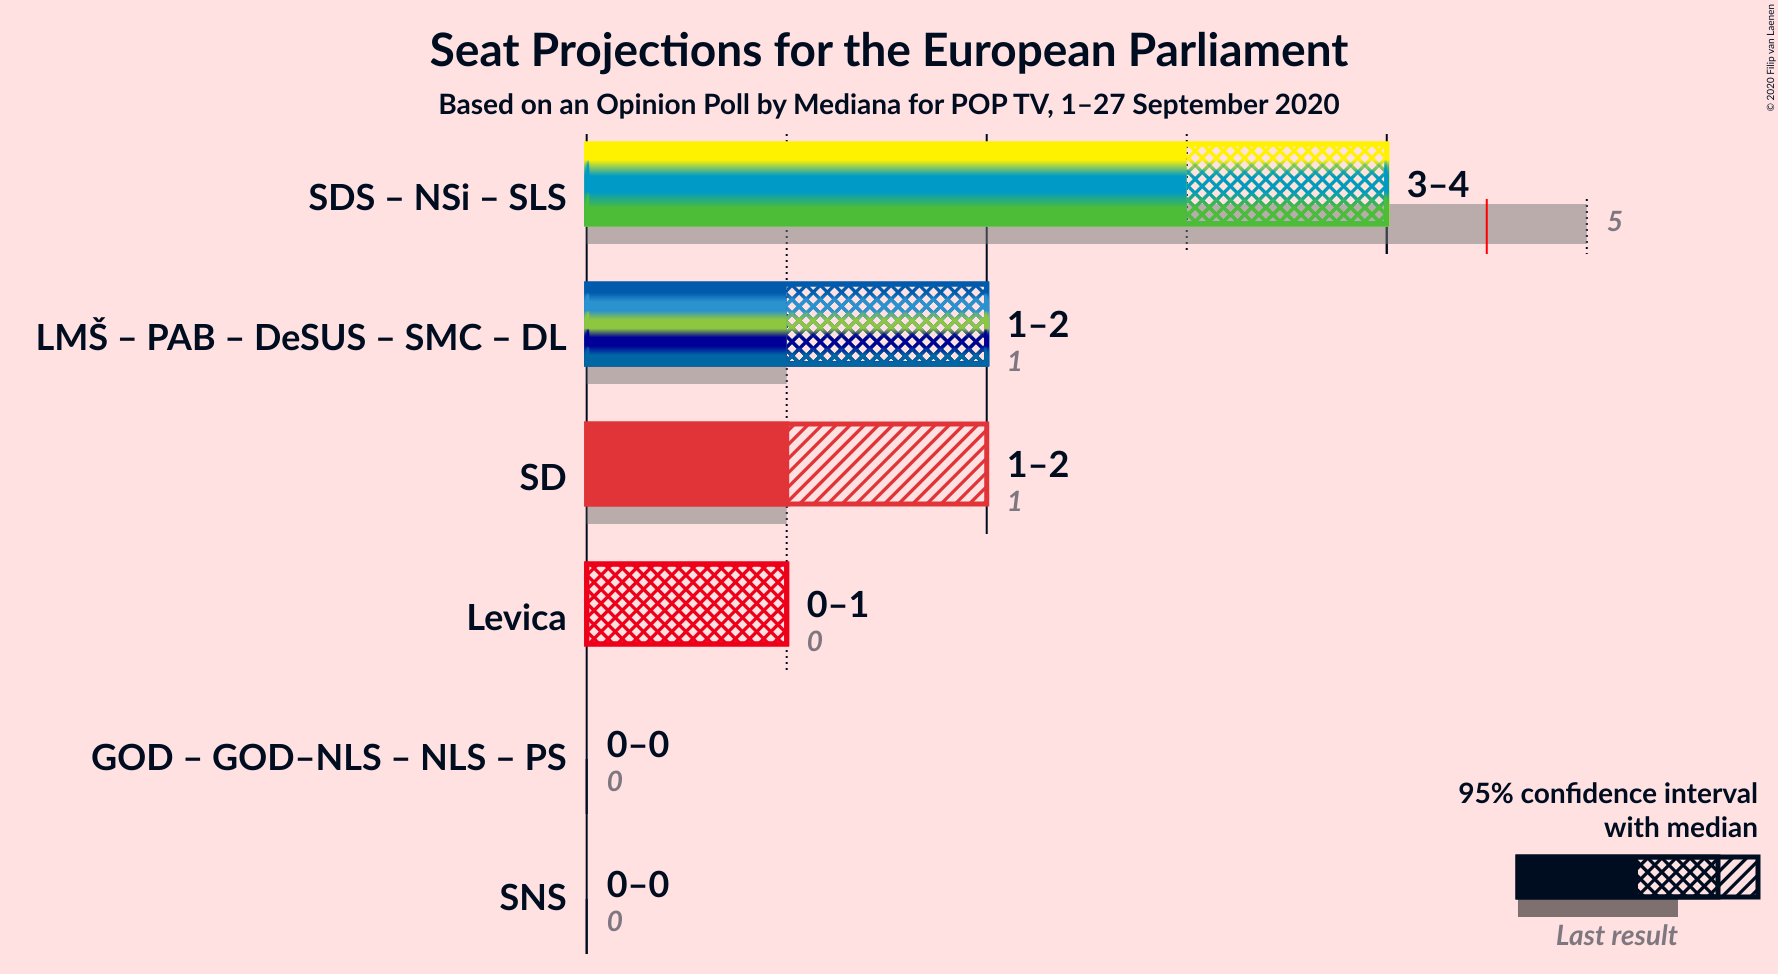 Seat Projections for the European Parliament
Based on an Opinion Poll by Mediana for POP TV, 1–27 September 2020
© 2020 Filip van Laenen
SDS – NSi – SLS
3–4
5
LMŠ – PAB – DeSUS – SMC – DL
1–2
1
SD
1–2
1
Levica
0–1
0
GOD – GOD–NLS – NLS – PS
0–0
0
SNS
0–0
0
95% confidence interval
with median
Last result